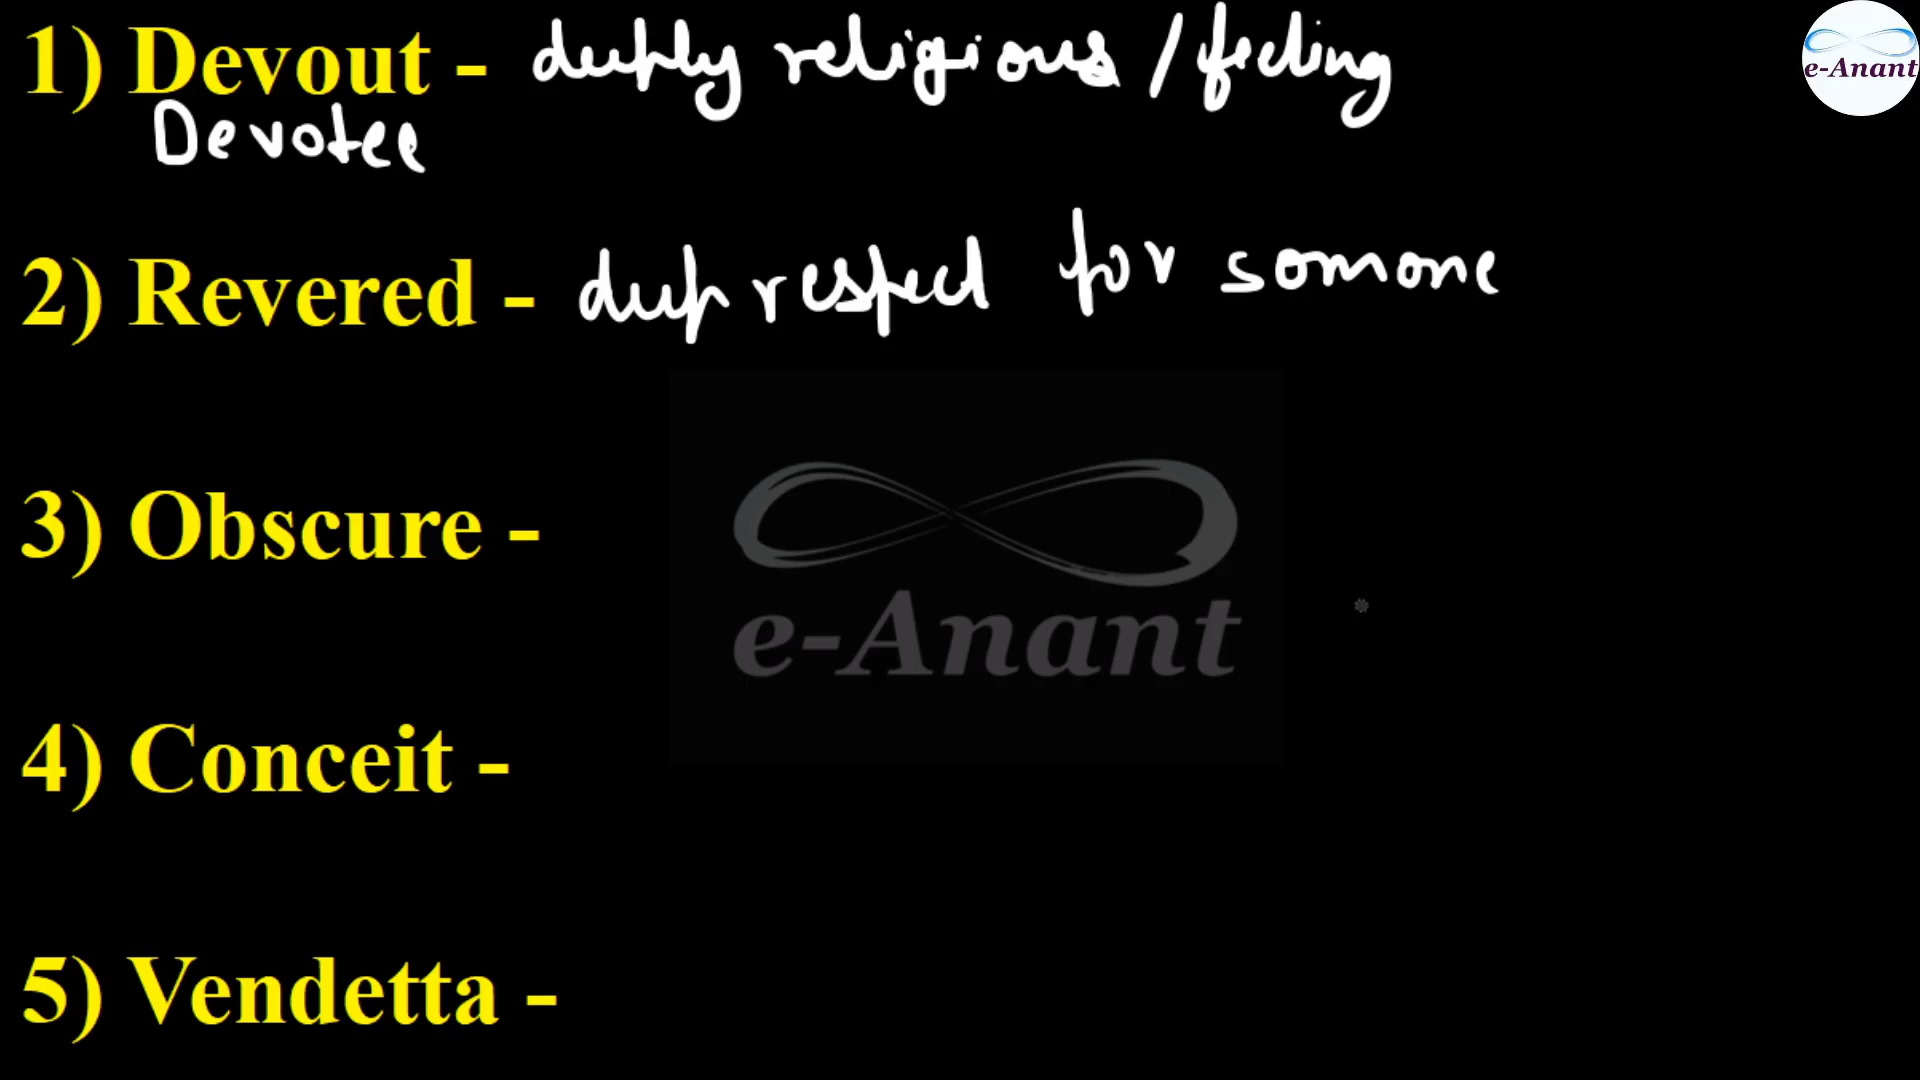 1) Devout - deeply religious / feeling
e-Anant
Devotee
2) Revered - deep respect for somone
3) Obscure -
e-Anant
4) Conceit -
5) Vendetta -